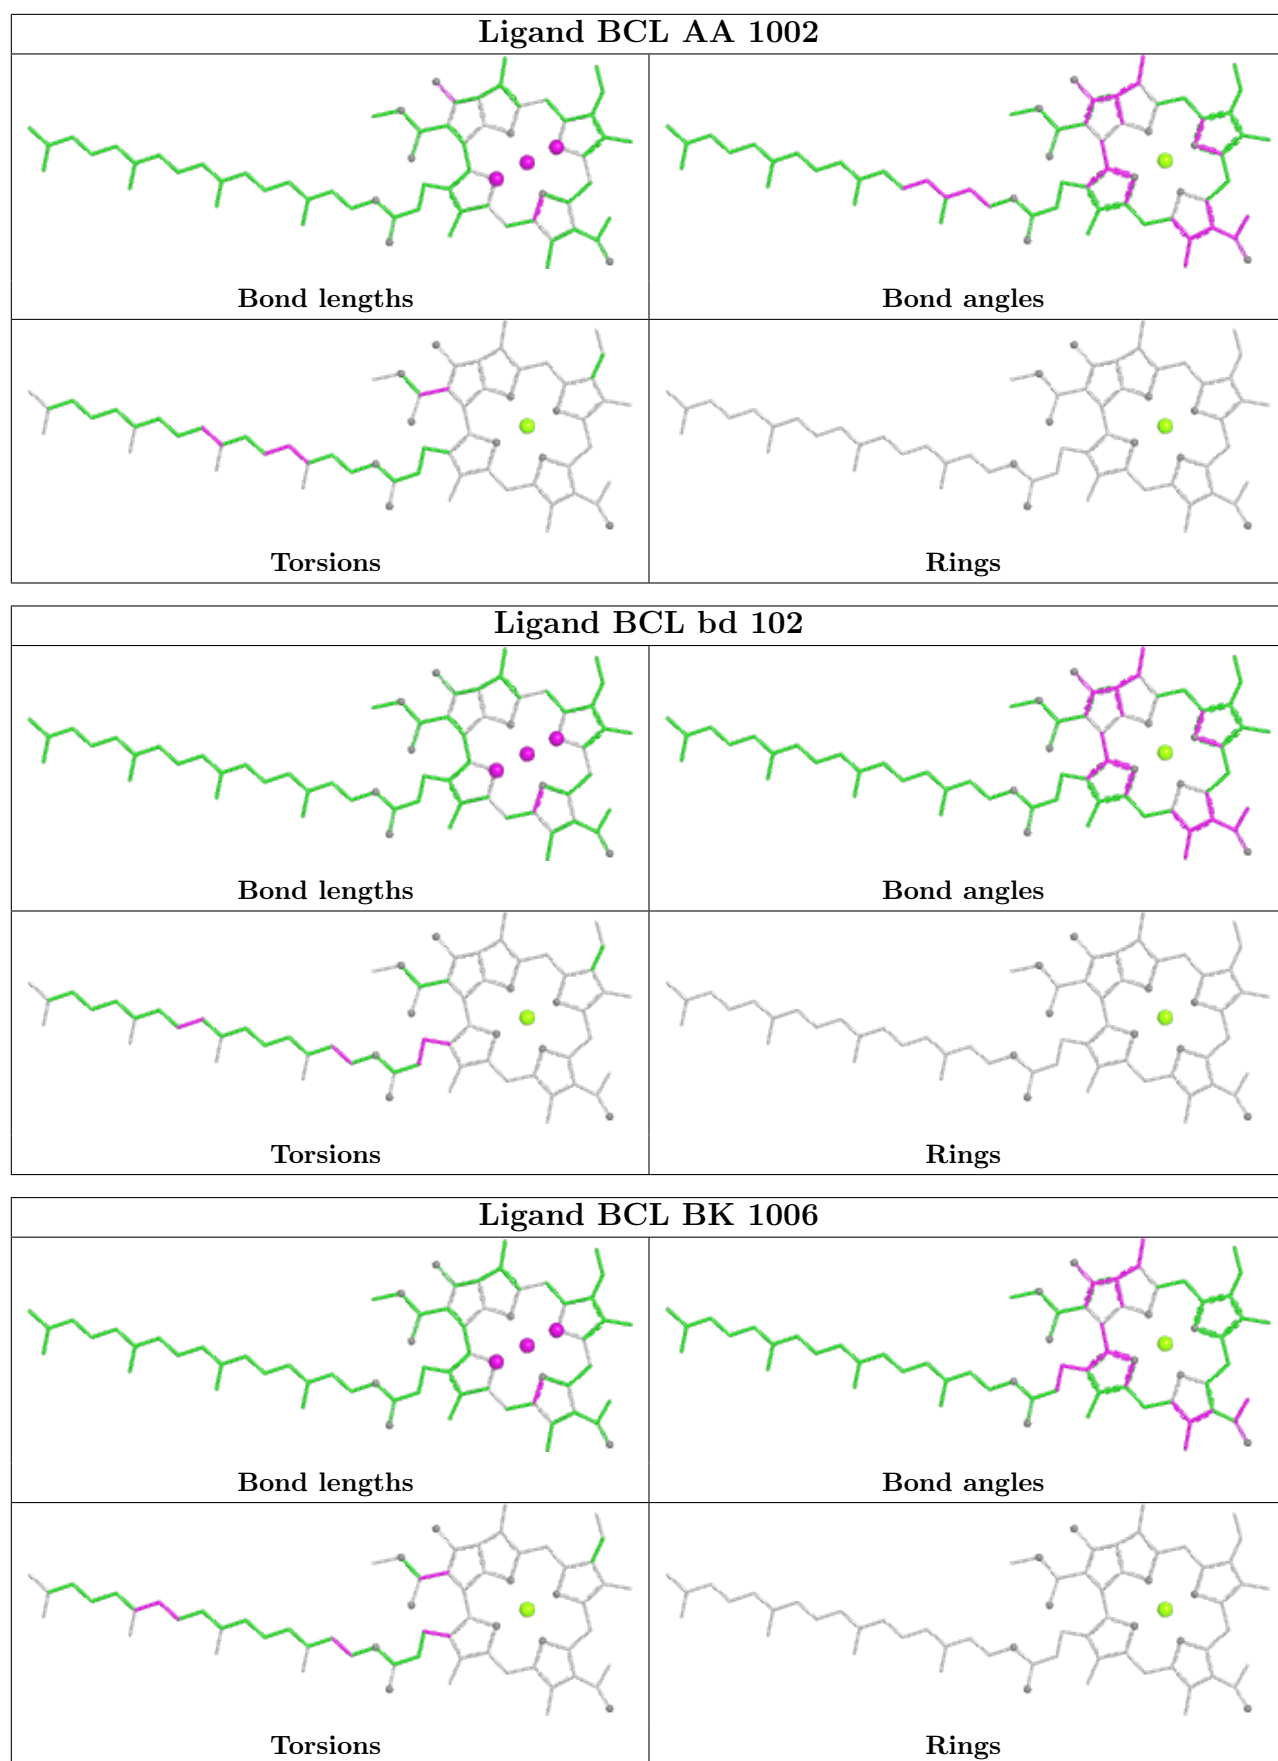 Ligand BCL AA 1002
Bond lengths
Bond angles
Torsions
Rings
Ligand BCL bd 102
Bond lengths
Bond angles
Torsions
Rings
Ligand BCL BK 1006
Bond lengths
Bond angles
Torsions
Rings